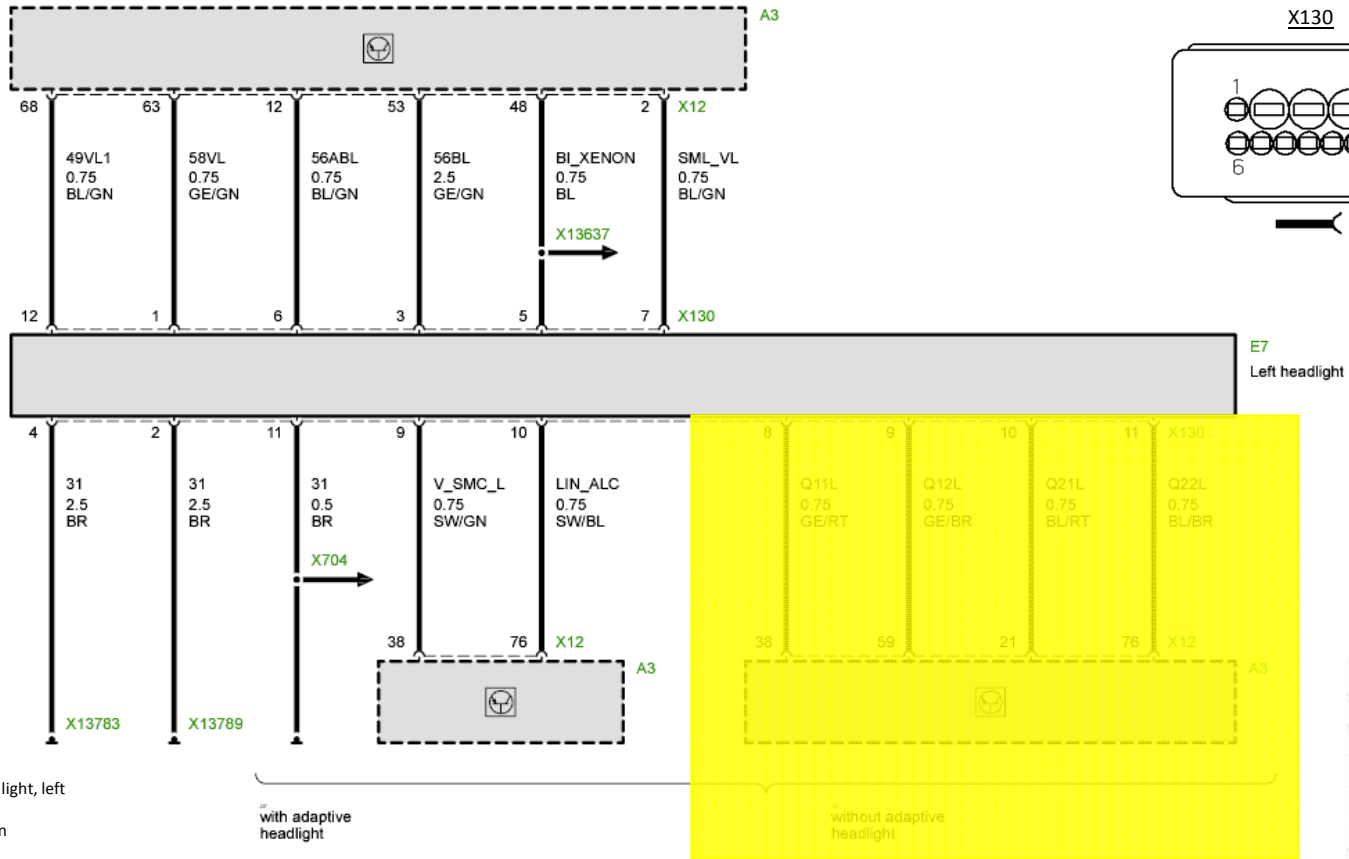 A3
X130
1
6
68 63 12 53 48 2 X12
49VL1 58VL 56ABL 56BL BI_XENON SML_VL
0.75 0.75 0.75 2.5 0.75 0.75
BL/GN GE/GN BL/GN GE/GN BL BL/GN
X13637
12 1 6 3 5 7 X130
E7
Left headlight
4 2 11 9 10 8 9 10 11 X130
31 31 31 V_SMC_L LIN_ALC Q11L Q12L Q21L Q22L
2.5 2.5 0.5 0.75 0.75 0.75 0.75 0.75 0.75
BR BR BR SW/GN SW/BL GE/RT GE/BR BL/RT BL/BR
X704
38 76 X12 38 59 21 76 X12
A3 A3
X13783 X13789
light, left
with adaptive without adaptive
headlight headlight